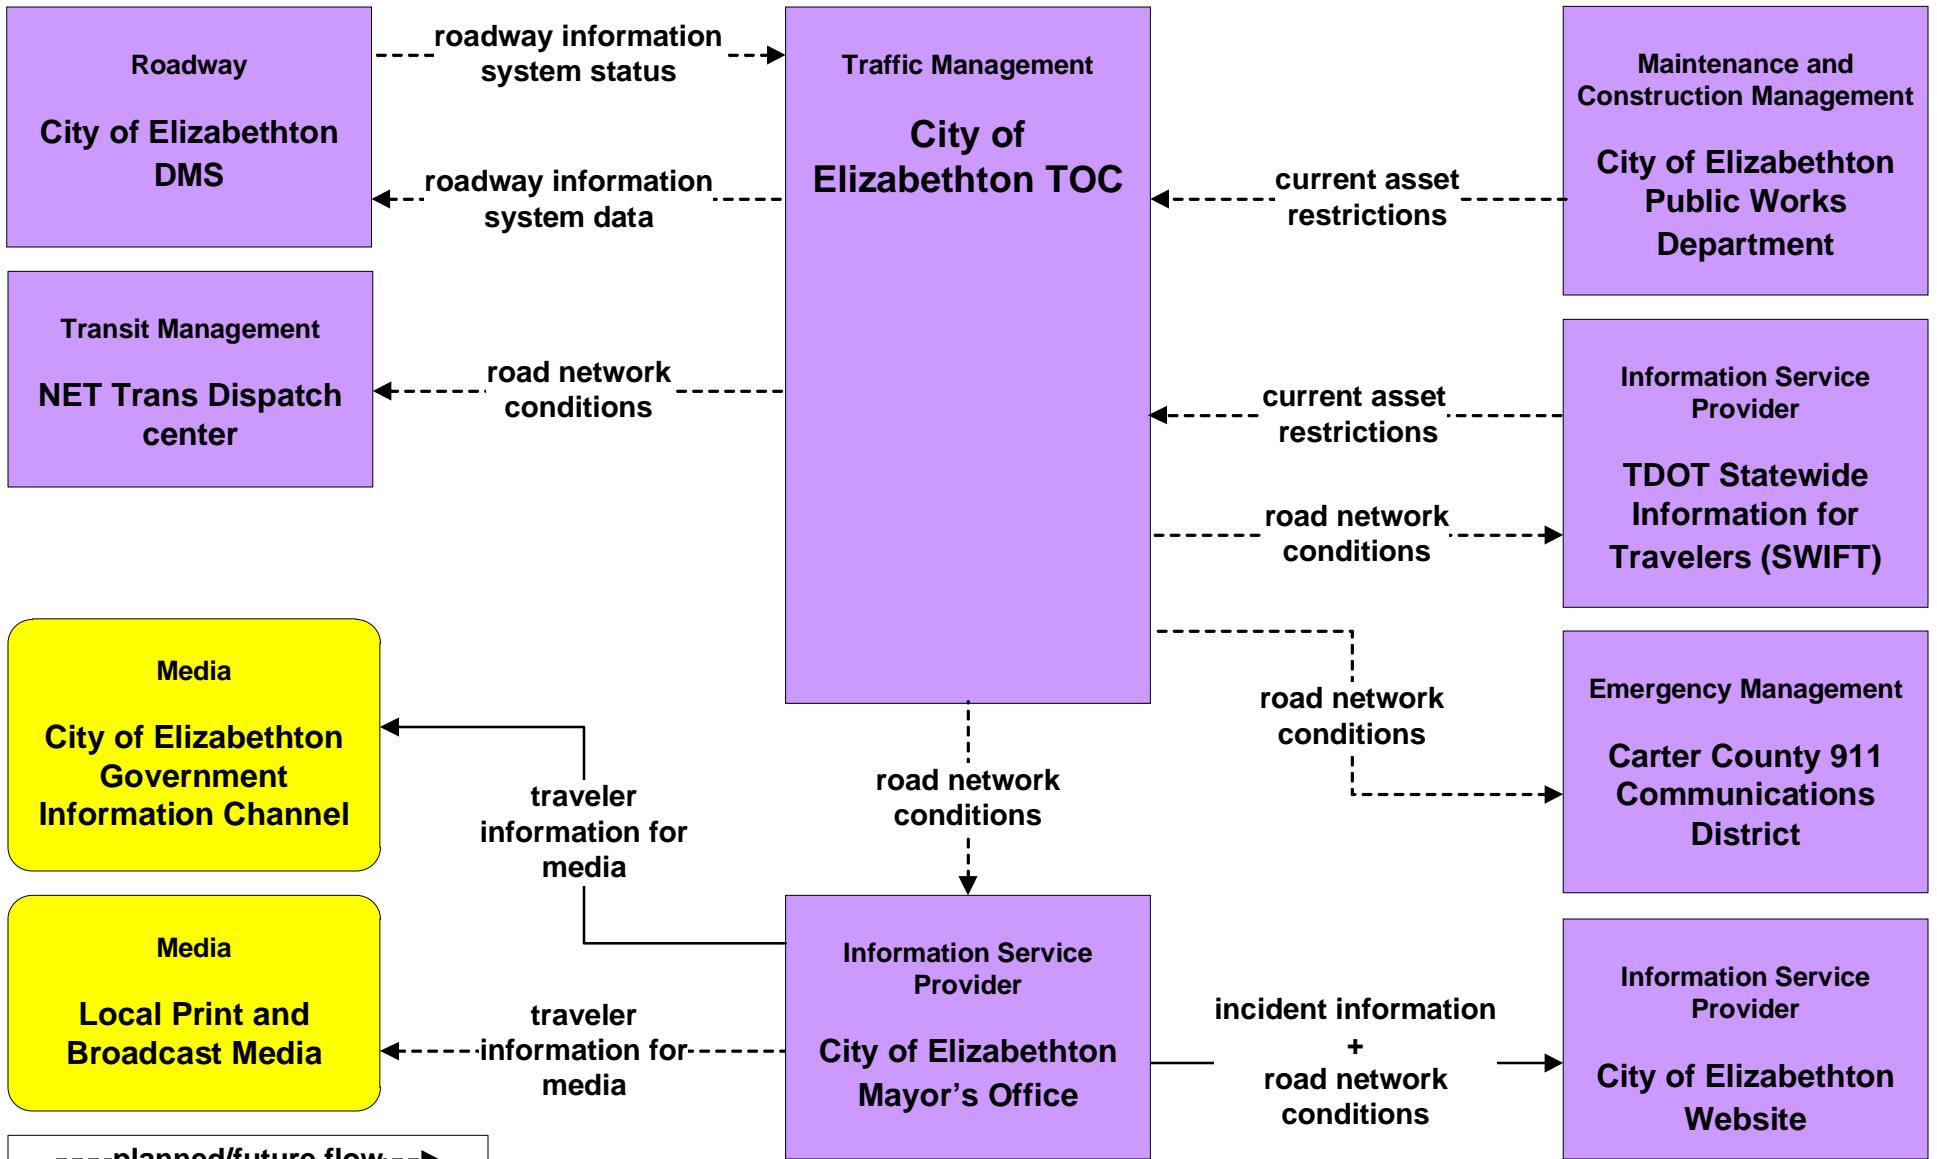 Roadway
City of Elizabethton
DMS
roadway information
system status
roadway information
system data
Traffic Management
City of
Elizabethton TOC
Maintenance and
Construction Management
City of Elizabethton
Public Works
Department
current asset
restrictions
Transit Management
NET Trans Dispatch
center
road network
conditions
current asset
restrictions
road network
conditions
Information Service
Provider
TDOT Statewide
Information for
Travelers (SWIFT)
Media
City of Elizabethton
Government
Information Channel
traveler
information for
media
road network
conditions
road network
conditions
Emergency Management
Carter County 911
Communications
District
Media
Local Print and
Broadcast Media
traveler
information for
media
Information Service
Provider
City of Elizabethton
Mayor’s Office
incident information
+
road network
conditions
Information Service
Provider
City of Elizabethton
Website
planned/future flow